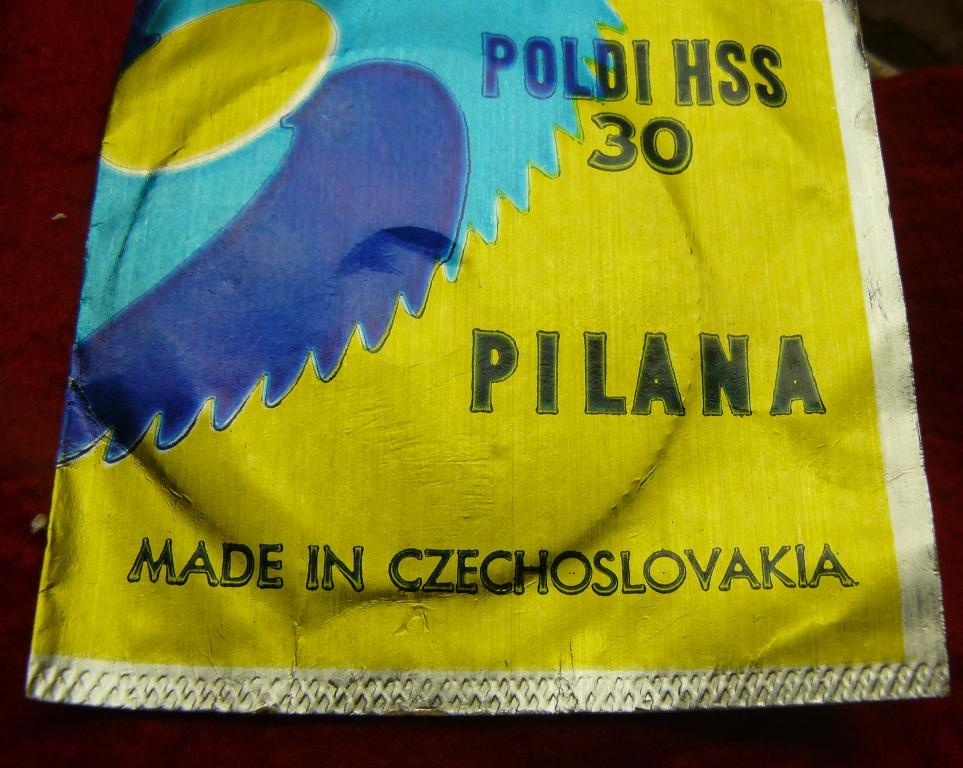 POLDI HSS
30
PILANA
MADE IN CZECHOSLOVAKIA